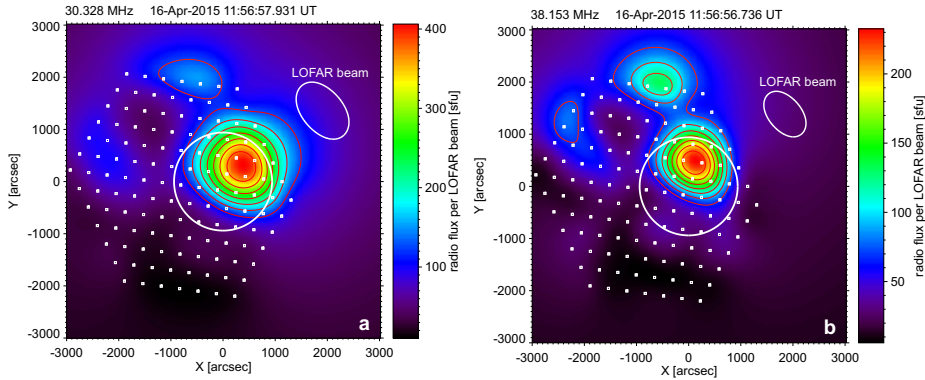 30.328 MHz 16-Apr-2015 11:56:57.931 UT
3000
2000
1000
0
-1000
-2000
-3000
Y [arcsec]
LOFAR beam
a
-3000 -2000 -1000 0 1000 2000 3000
X [arcsec]
400
300
200
100
radio flux per LOFAR beam [sfu]
38.153 MHz 16-Apr-2015 11:56:56.736 UT
3000
2000
1000
0
-1000
-2000
-3000
Y [arcsec]
LOFAR beam
b
-3000 -2000 -1000 0 1000 2000 3000
X [arcsec]
200
150
100
50
radio flux per LOFAR beam [sfu]